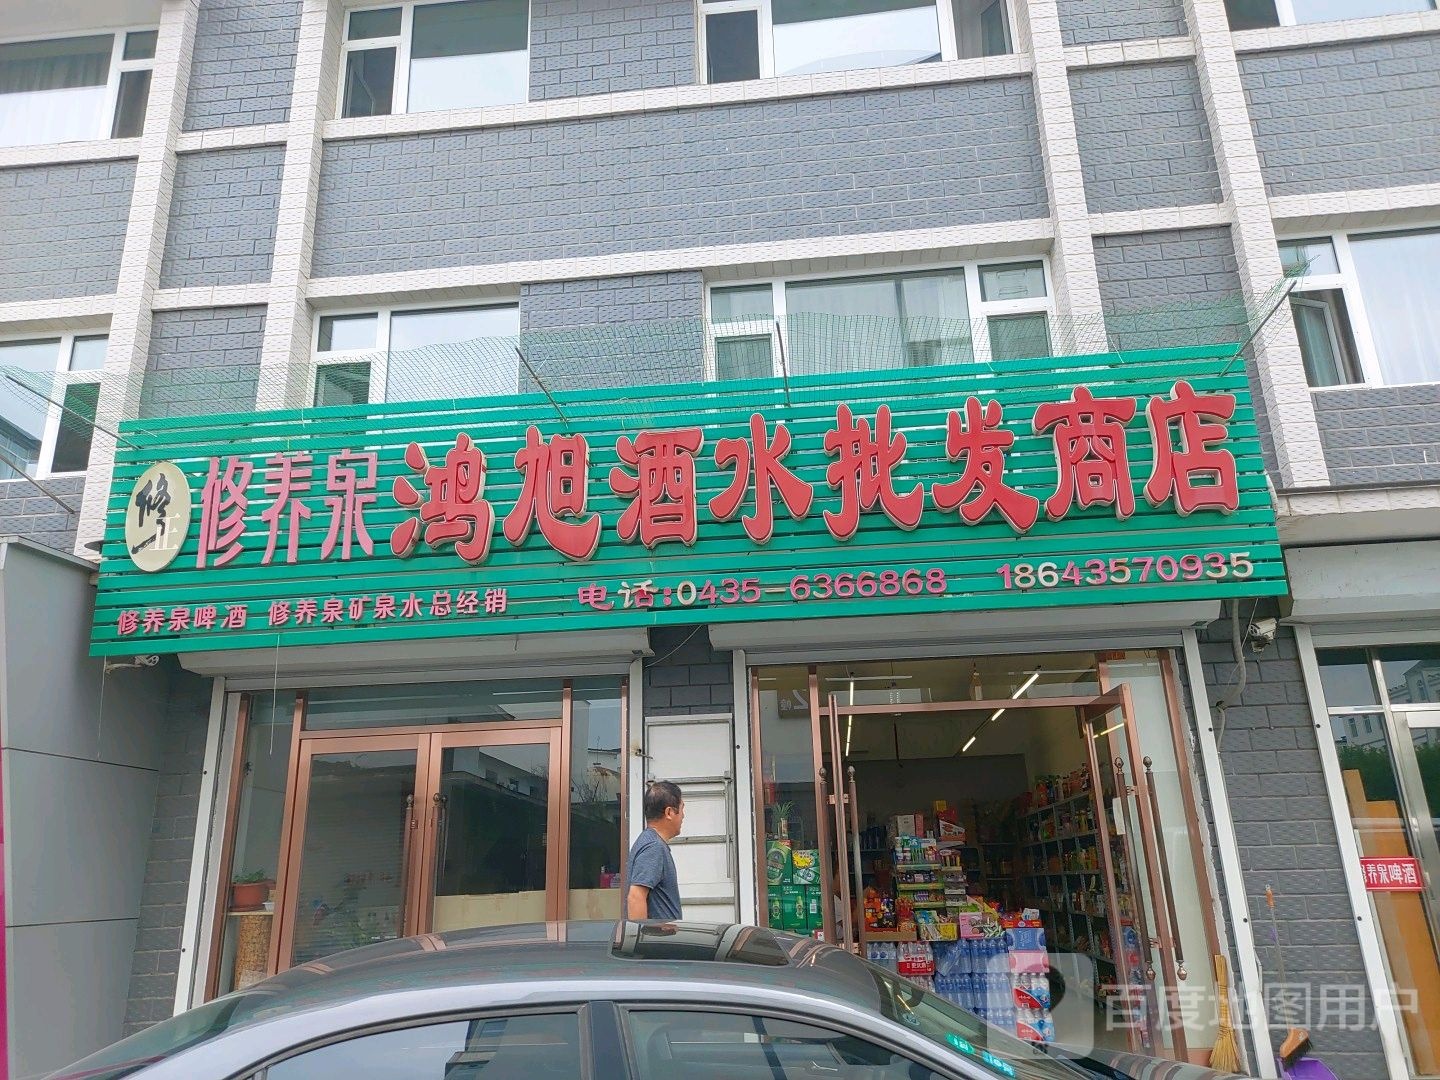 修正
修养泉 鸿旭酒水批发商店
修养泉啤酒 修养泉矿泉水总经销 电话:0435-6366868 18643570935
养泉啤酒
百度地图用户